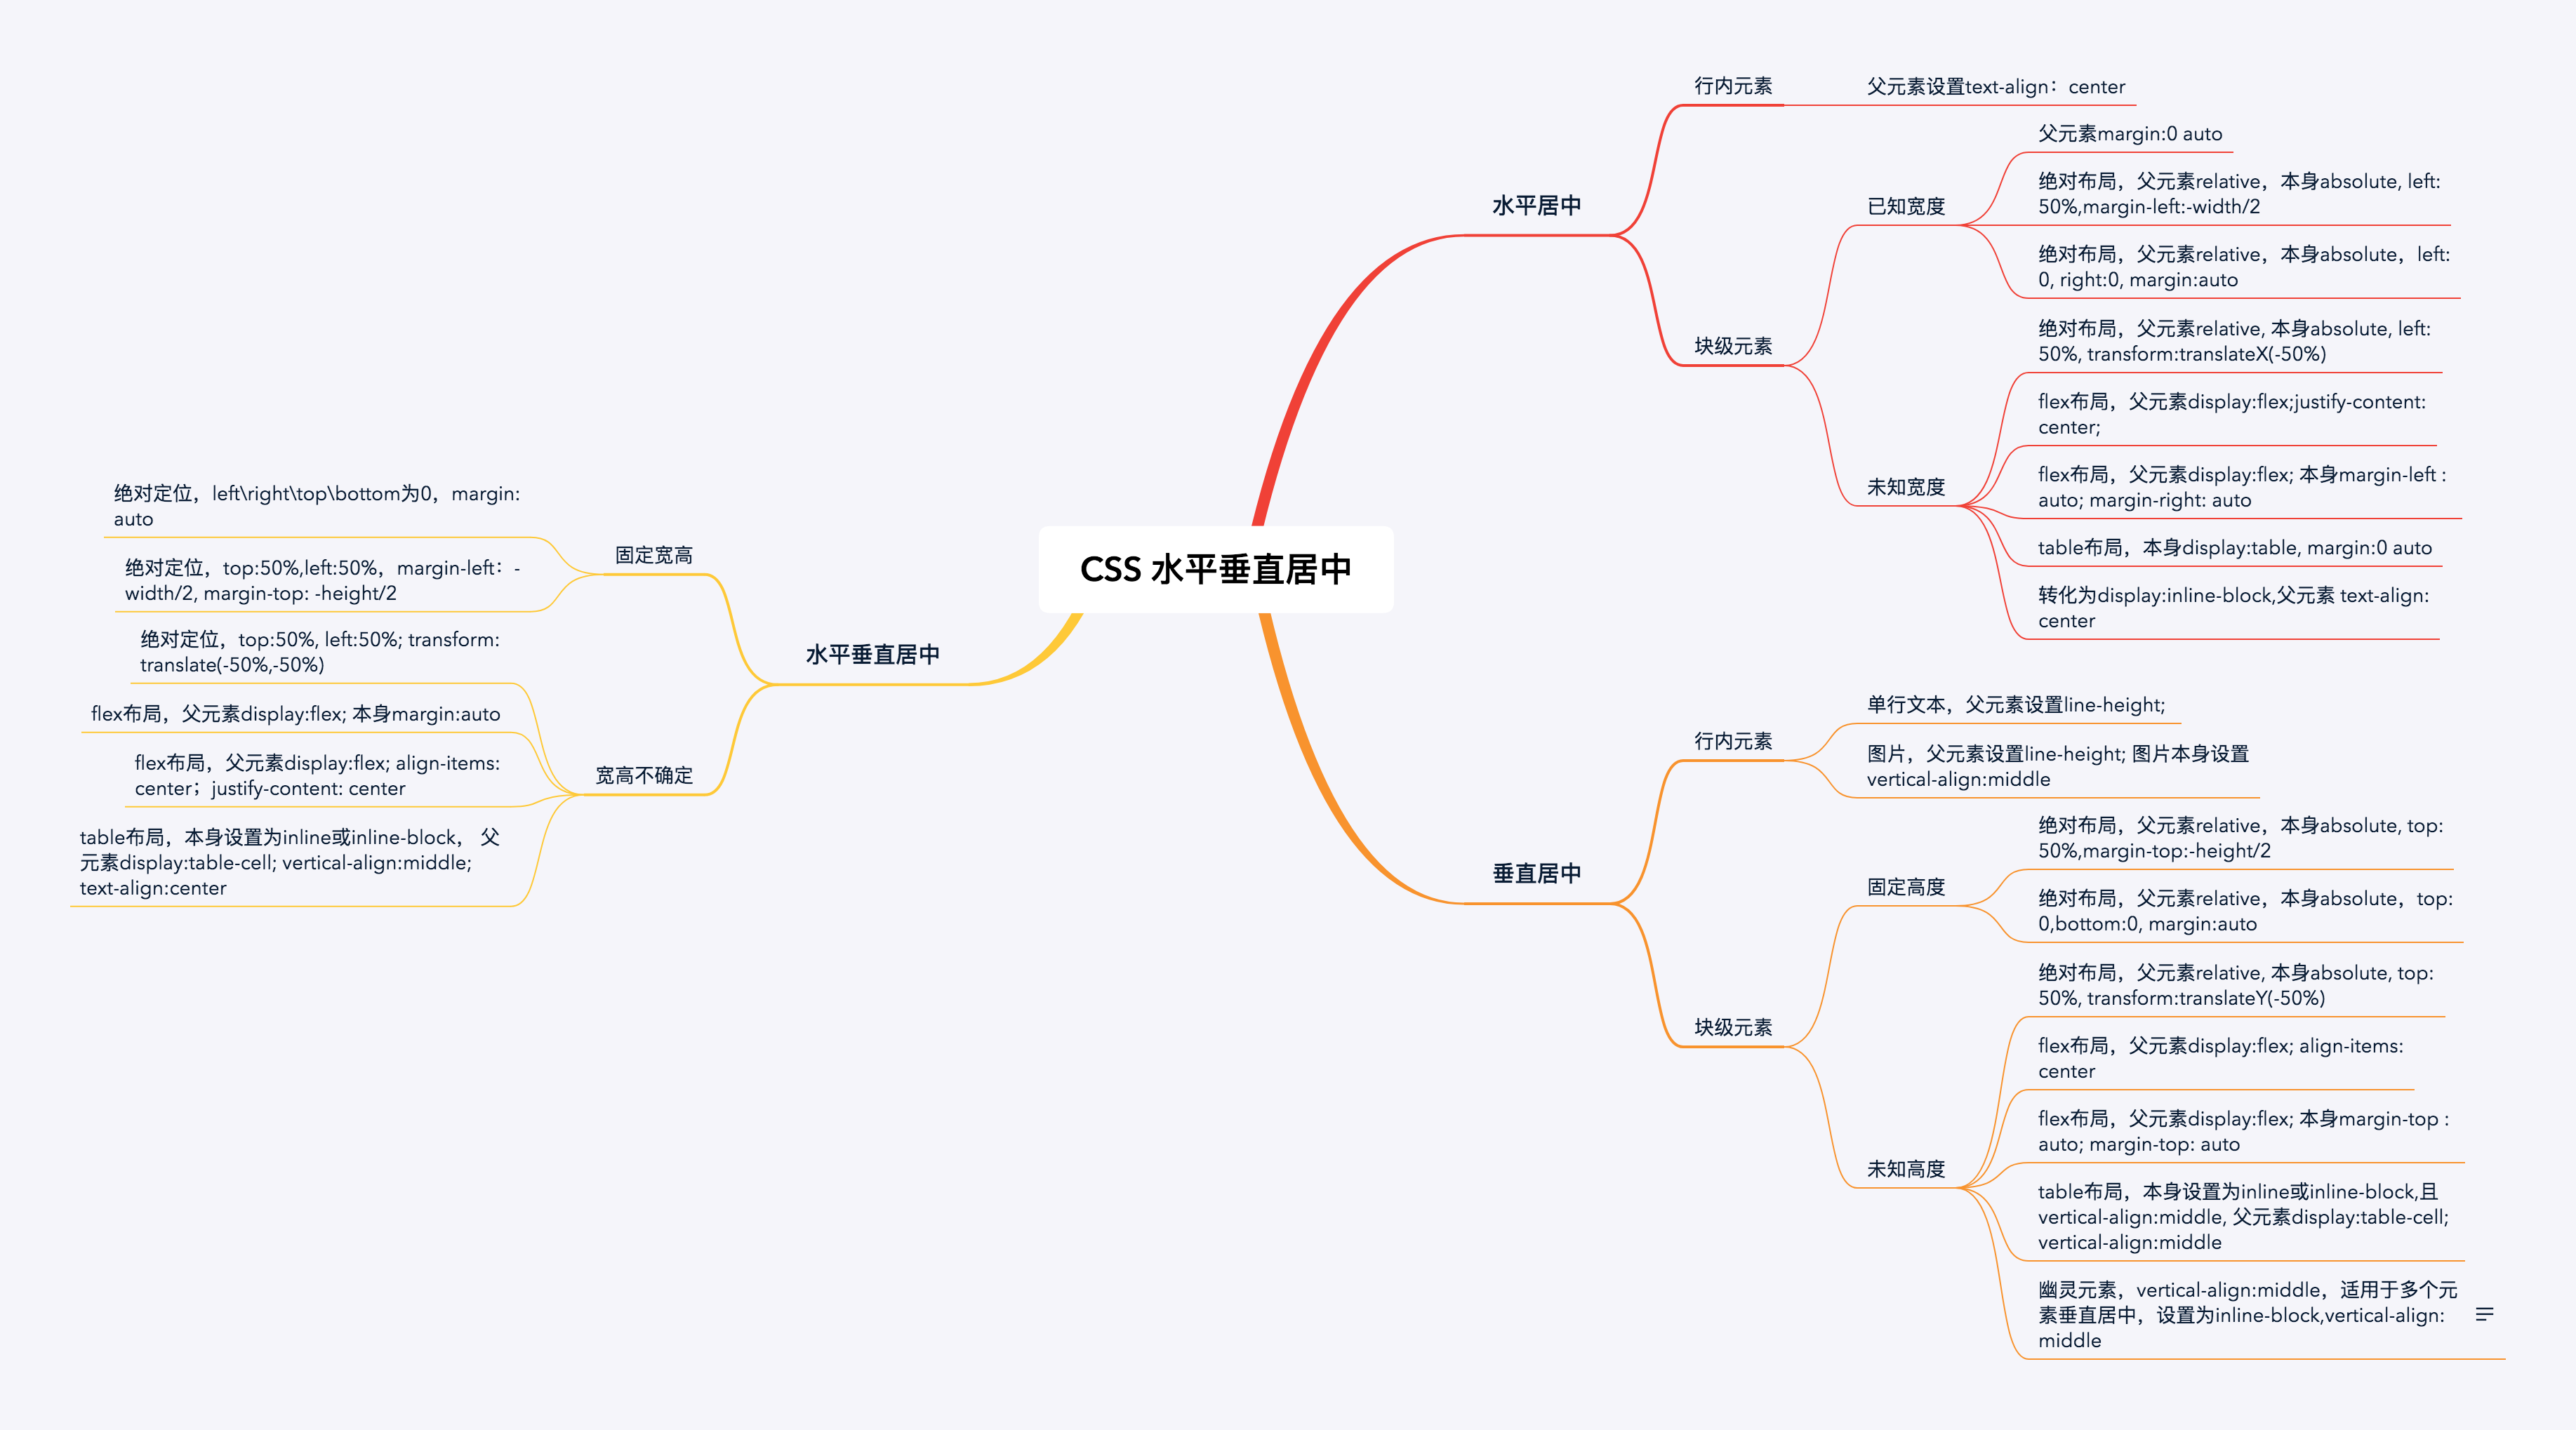 CSS 水平垂直居中
水平居中
行内元素
父元素设置text-align：center
块级元素
已知宽度
父元素margin:0 auto
绝对布局，父元素relative，本身absolute, left:
50%,margin-left:-width/2
绝对布局，父元素relative，本身absolute，left:
0, right:0, margin:auto
未知宽度
绝对布局，父元素relative, 本身absolute, left:
50%, transform:translateX(-50%)
flex布局，父元素display:flex;justify-content:
center;
flex布局，父元素display:flex; 本身margin-left :
auto; margin-right: auto
table布局，本身display:table, margin:0 auto
转化为display:inline-block,父元素 text-align:
center
垂直居中
行内元素
单行文本，父元素设置line-height;
图片，父元素设置line-height; 图片本身设置
vertical-align:middle
块级元素
固定高度
绝对布局，父元素relative，本身absolute, top:
50%,margin-top:-height/2
绝对布局，父元素relative，本身absolute，top:
0,bottom:0, margin:auto
未知高度
绝对布局，父元素relative, 本身absolute, top:
50%, transform:translateY(-50%)
flex布局，父元素display:flex; align-items:
center
flex布局，父元素display:flex; 本身margin-top :
auto; margin-top: auto
table布局，本身设置为inline或inline-block,且
vertical-align:middle, 父元素display:table-cell;
vertical-align:middle
幽灵元素，vertical-align:middle，适用于多个元
素垂直居中，设置为inline-block,vertical-align:
middle
水平垂直居中
固定宽高
绝对定位，left\right\top\bottom为0，margin:
auto
绝对定位，top:50%,left:50%，margin-left：-
width/2, margin-top: -height/2
宽高不确定
绝对定位，top:50%, left:50%; transform:
translate(-50%,-50%)
flex布局，父元素display:flex; 本身margin:auto
flex布局，父元素display:flex; align-items:
center；justify-content: center
table布局，本身设置为inline或inline-block， 父
元素display:table-cell; vertical-align:middle;
text-align:center